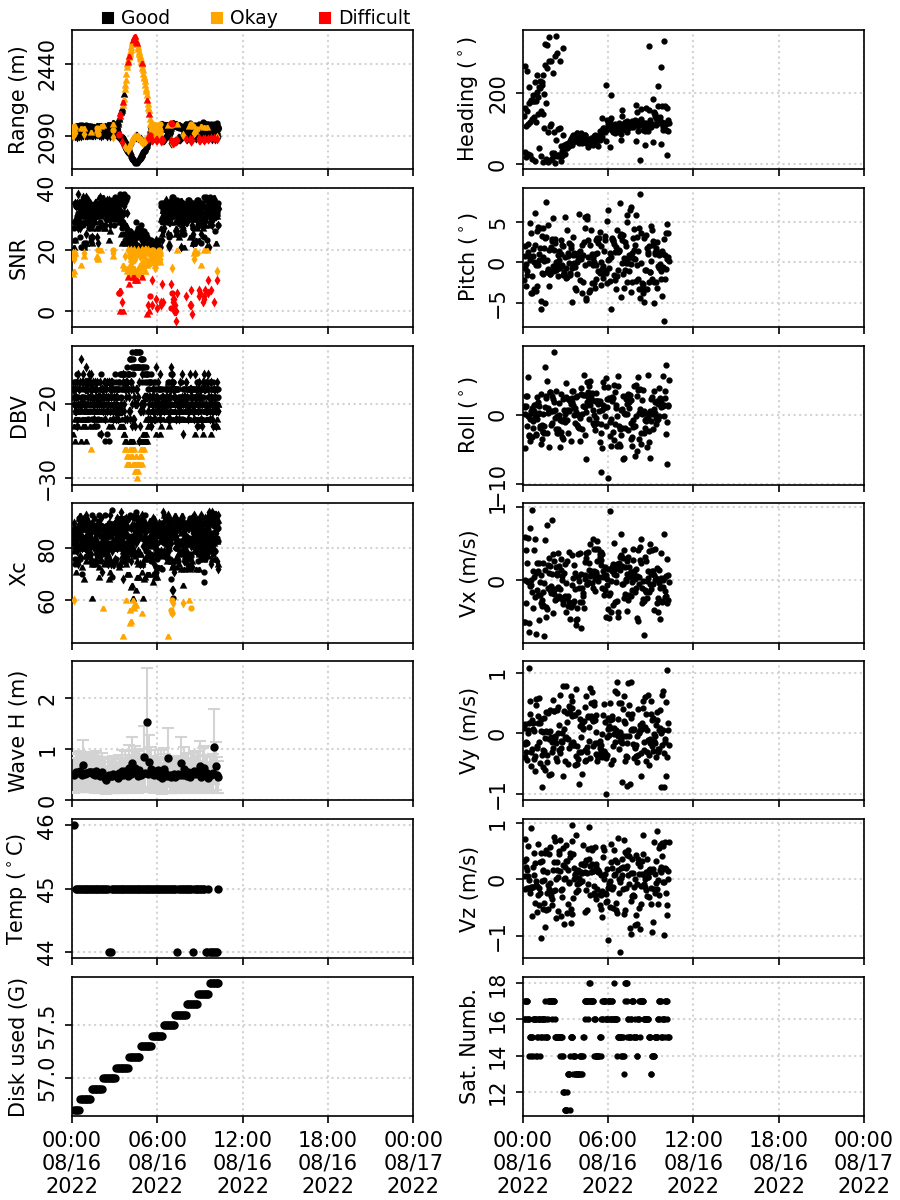 Good Okay Difficult
Range (m)
2440
2090
Heading (°)
200
0
SNR
40
20
0
Pitch (°)
5
0
−5
DBV
−20
−30
Roll (°)
0
−10
Xc
80
60
Vx (m/s)
0
−1
Wave H (m)
2
1
0
Vy (m/s)
1
0
−1
Temp (°C)
46
45
44
Vz (m/s)
1
0
−1
Disk used (G)
57.5
57.0
Sat. Numb.
18
16
14
12
00:00 06:00 12:00 18:00 00:00
08/16 08/16 08/16 08/16 08/17
2022 2022 2022 2022 2022
00:00 06:00 12:00 18:00 00:00
08/16 08/16 08/16 08/16 08/17
2022 2022 2022 2022 2022